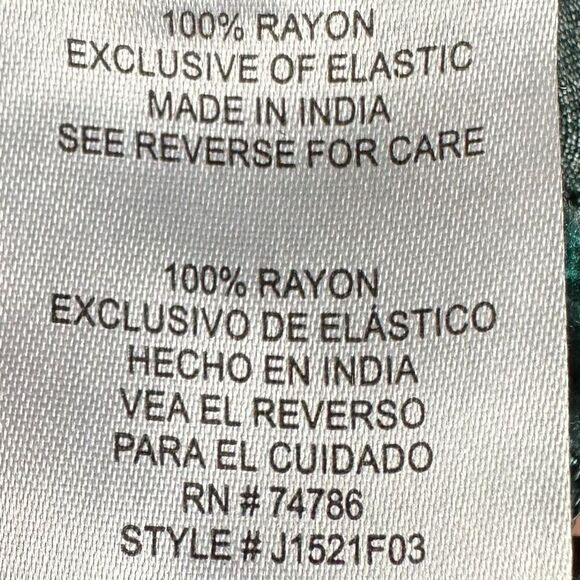 100% RAYON
EXCLUSIVE OF ELASTIC
MADE IN INDIA
SEE REVERSE FOR CARE
100% RAYON
EXCLUSIVO DE ELÁSTICO
HECHO EN INDIA
VEA EL REVERSO
PARA EL CUIDADO
RN # 74786
STYLE # J1521F03